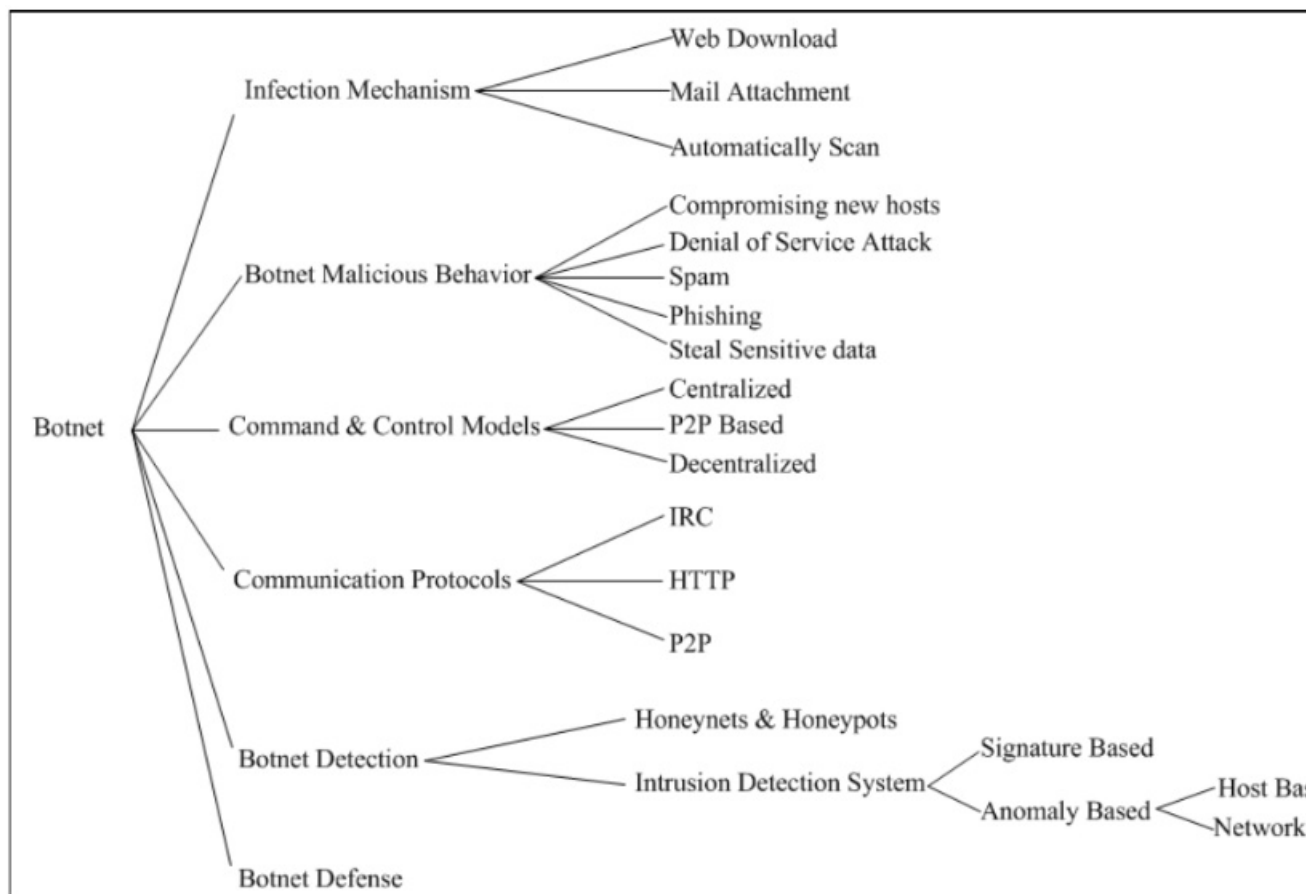 Web Download
Infection Mechanism
Mail Attachment
Automatically Scan
Compromising new hosts
Denial of Service Attack
Botnet Malicious Behavior
Spam
Phishing
Steal Sensitive data
Centralized
Botnet
Command & Control Models
P2P Based
Decentralized
IRC
Communication Protocols
HTTP
P2P
Honeynets & Honeypots
Botnet Detection
Signature Based
Intrusion Detection System
Host Bas
Anomaly Based
Network
Botnet Defense